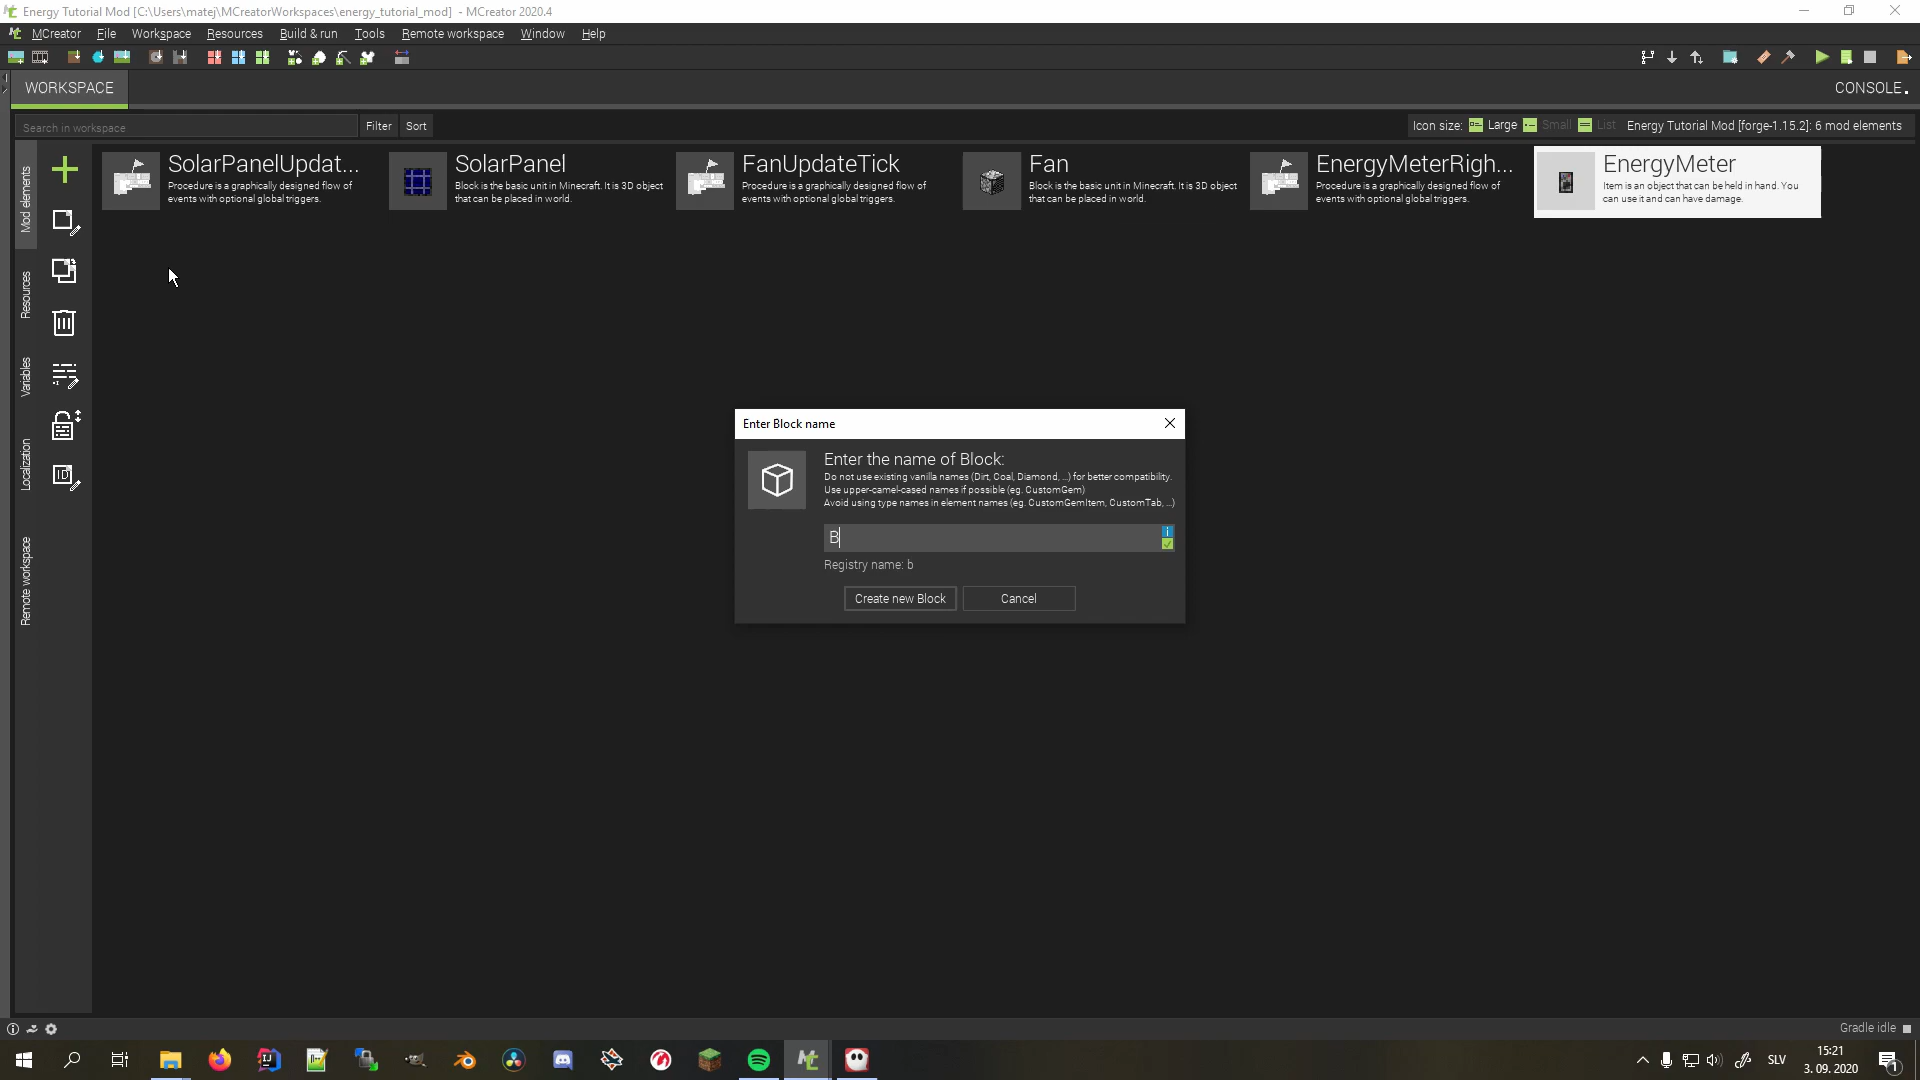 Energy Tutorial Mod [C:\Users\matej\MCreatorWorkspaces\energy_tutorial_mod] - MCreator 2020.4
MCreator File Workspace Resources Build & run Tools Remote workspace Window Help
WORKSPACE
CONSOLE.
Search in workspace
Filter
Sort
Icon size: Large Small List Energy Tutorial Mod [forge-1.15.2]: 6 mod elements
Mod elements
Resources
Variables
Localization
Remote workspace
SolarPanelUpdat...
Procedure is a graphically designed flow of
events with optional global triggers.
SolarPanel
Block is the basic unit in Minecraft. It is 3D object
that can be placed in world.
FanUpdateTick
Procedure is a graphically designed flow of
events with optional global triggers.
Fan
Block is the basic unit in Minecraft. It is 3D object
that can be placed in world.
EnergyMeterRigh...
Procedure is a graphically designed flow of
events with optional global triggers.
EnergyMeter
Item is an object that can be held in hand. You
can use it and can have damage.
Enter Block name
Enter the name of Block:
Do not use existing vanilla names (Dirt, Coal, Diamond, ...) for better compatibility.
Use upper-camel-cased names if possible (eg. CustomGem)
Avoid using type names in element names (eg. CustomGemItem, CustomTab, ...)
B
Registry name: b
Create new Block
Cancel
Gradle idle
SLV
15:21
3. 09. 2020
1